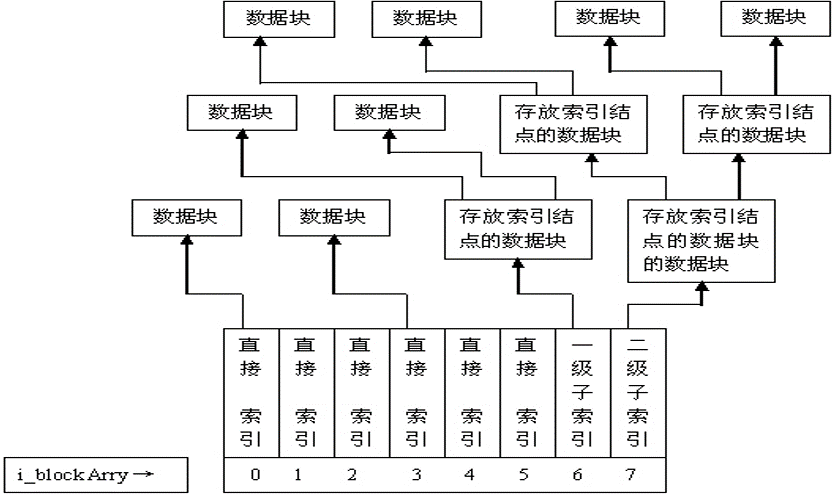 数据块 数据块 数据块 数据块
数据块 数据块 存放索引结 存放索引结
点的数据块 点的数据块
数据块 数据块 存放索引结 存放索引结
点的数据块 点的数据块
的数据块
直接索引 直接索引 直接索引 直接索引 直接索引 直接索引 一级子索引 二级子索引
i_blockArry→ 0 1 2 3 4 5 6 7